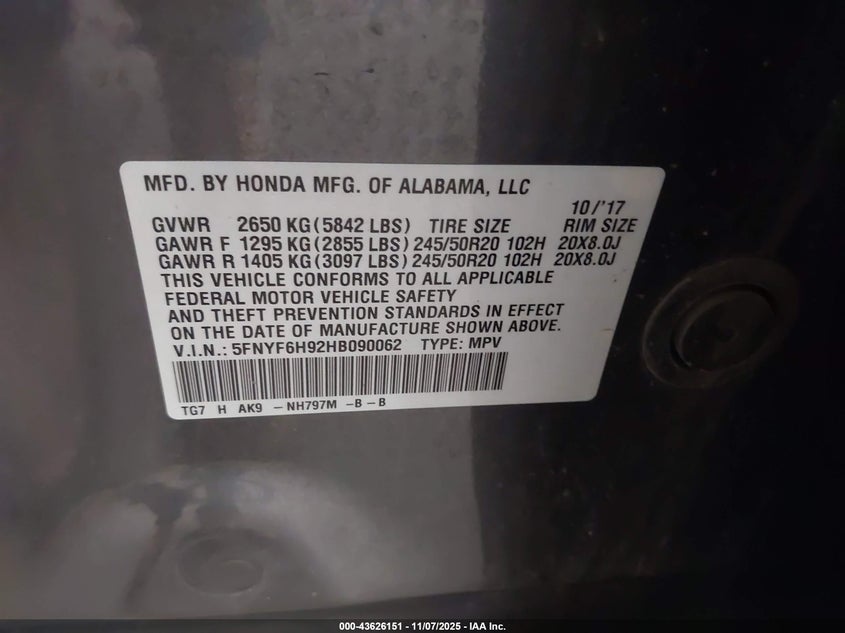 MFD. BY HONDA MFG. OF ALABAMA, LLC
10/'17
GVWR 2650 KG (5842 LBS) TIRE SIZE RIM SIZE
GAWR F 1295 KG (2855 LBS) 245/50R20 102H 20X8.0J
GAWR R 1405 KG (3097 LBS) 245/50R20 102H 20X8.0J
THIS VEHICLE CONFORMS TO ALL APPLICABLE
FEDERAL MOTOR VEHICLE SAFETY
AND THEFT PREVENTION STANDARDS IN EFFECT
ON THE DATE OF MANUFACTURE SHOWN ABOVE.
V.I.N.: 5FNYF6H92HB090062 TYPE: MPV
TG7 H AK9 - NH797M - B - B
000-43626151 — 11/07/2025 — IAA Inc.